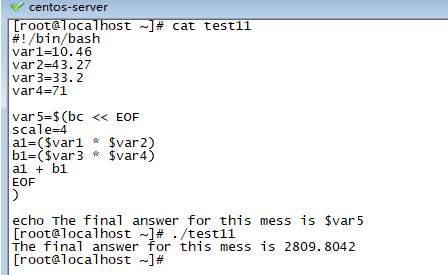 centos-server
[root@localhost ~]# cat test11
#!/bin/bash
var1=10.46
var2=43.27
var3=33.2
var4=71

var5=$(bc << EOF
scale=4
a1=($var1 * $var2)
b1=($var3 * $var4)
a1 + b1
EOF
)

echo The final answer for this mess is $var5
[root@localhost ~]# ./test11
The final answer for this mess is 2809.8042
[root@localhost ~]#